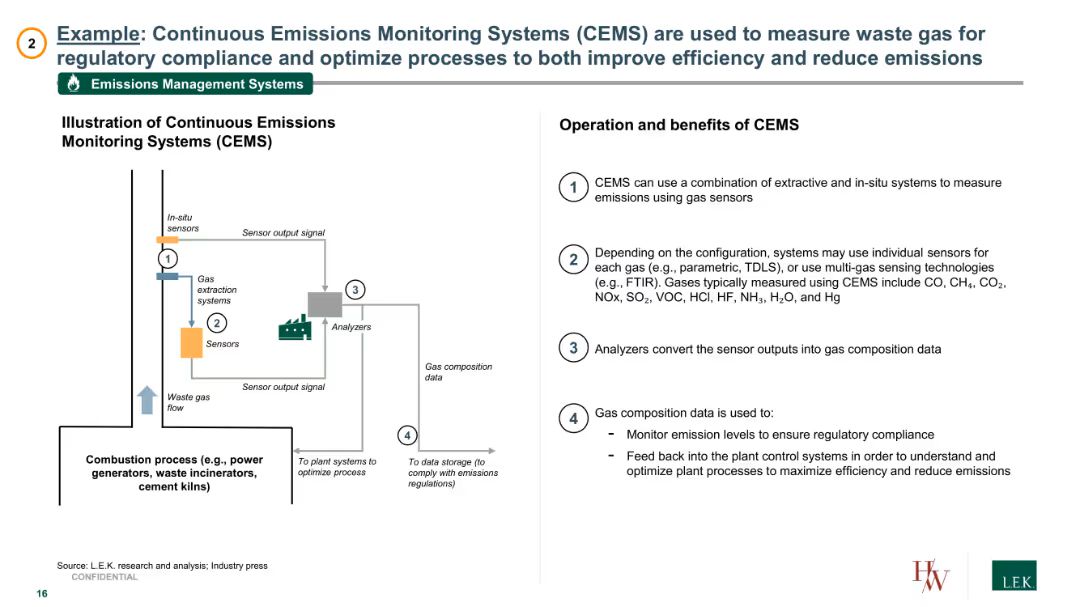 2
Example: Continuous Emissions Monitoring Systems (CEMS) are used to measure waste gas for
regulatory compliance and optimize processes to both improve efficiency and reduce emissions
Emissions Management Systems
Illustration of Continuous Emissions
Monitoring Systems (CEMS)
In-situ
sensors
Sensor output signal
1
Gas
extraction
systems
3
2
Sensors
Analyzers
Sensor output signal
Gas composition
data
Waste gas
flow
4
Combustion process (e.g., power
generators, waste incinerators,
cement kilns)
To plant systems to
optimize process
To data storage (to
comply with emissions
regulations)
Operation and benefits of CEMS
1
CEMS can use a combination of extractive and in-situ systems to measure
emissions using gas sensors
2
Depending on the configuration, systems may use individual sensors for
each gas (e.g., parametric, TDLS), or use multi-gas sensing technologies
(e.g., FTIR). Gases typically measured using CEMS include CO, CH₄, CO₂,
NOx, SO₂, VOC, HCl, HF, NH₃, H₂O, and Hg
3
Analyzers convert the sensor outputs into gas composition data
4
Gas composition data is used to:
- Monitor emission levels to ensure regulatory compliance
- Feed back into the plant control systems in order to understand and
optimize plant processes to maximize efficiency and reduce emissions
Source: L.E.K. research and analysis; Industry press
CONFIDENTIAL
16
HW
L.E.K.